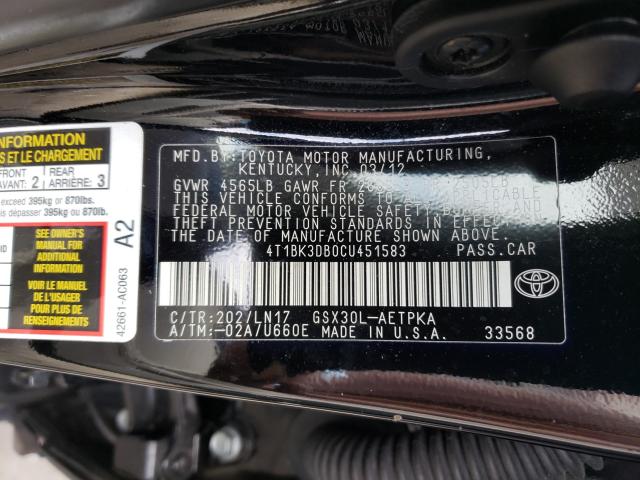 INFORMATION
S ET LE CHARGEMENT
FRONT
AVANT: 2
REAR
ARRIÈRE: 3
exceed 395kg or 870lbs.
dépasser 395kg ou 870lb.
SEE OWNER'S
MANUAL FOR
ADDITIONAL
INFORMATION
VOIR LE MANUEL
DE L'USAGER
POUR PLUS DE
RENSEIGNEMENTS
A2
42661-AC063
MFD.BY:TOYOTA MOTOR MANUFACTURING,
KENTUCKY, INC. 03/12
GVWR 4565LB GAWR FR
THIS VEHICLE CONFORMS TO
FEDERAL MOTOR VEHICLE SAFETY, AND
THEFT PREVENTION STANDARDS IN EFFECT
ON THE DATE OF MANUFACTURE SHOWN ABOVE.
4T1BK3DB0CU451583 PASS.CAR
C/TR:202/LN17 GSX30L-AETPKA
A/TM:-02A/U660E MADE IN U.S.A. 33568
TOYOTA